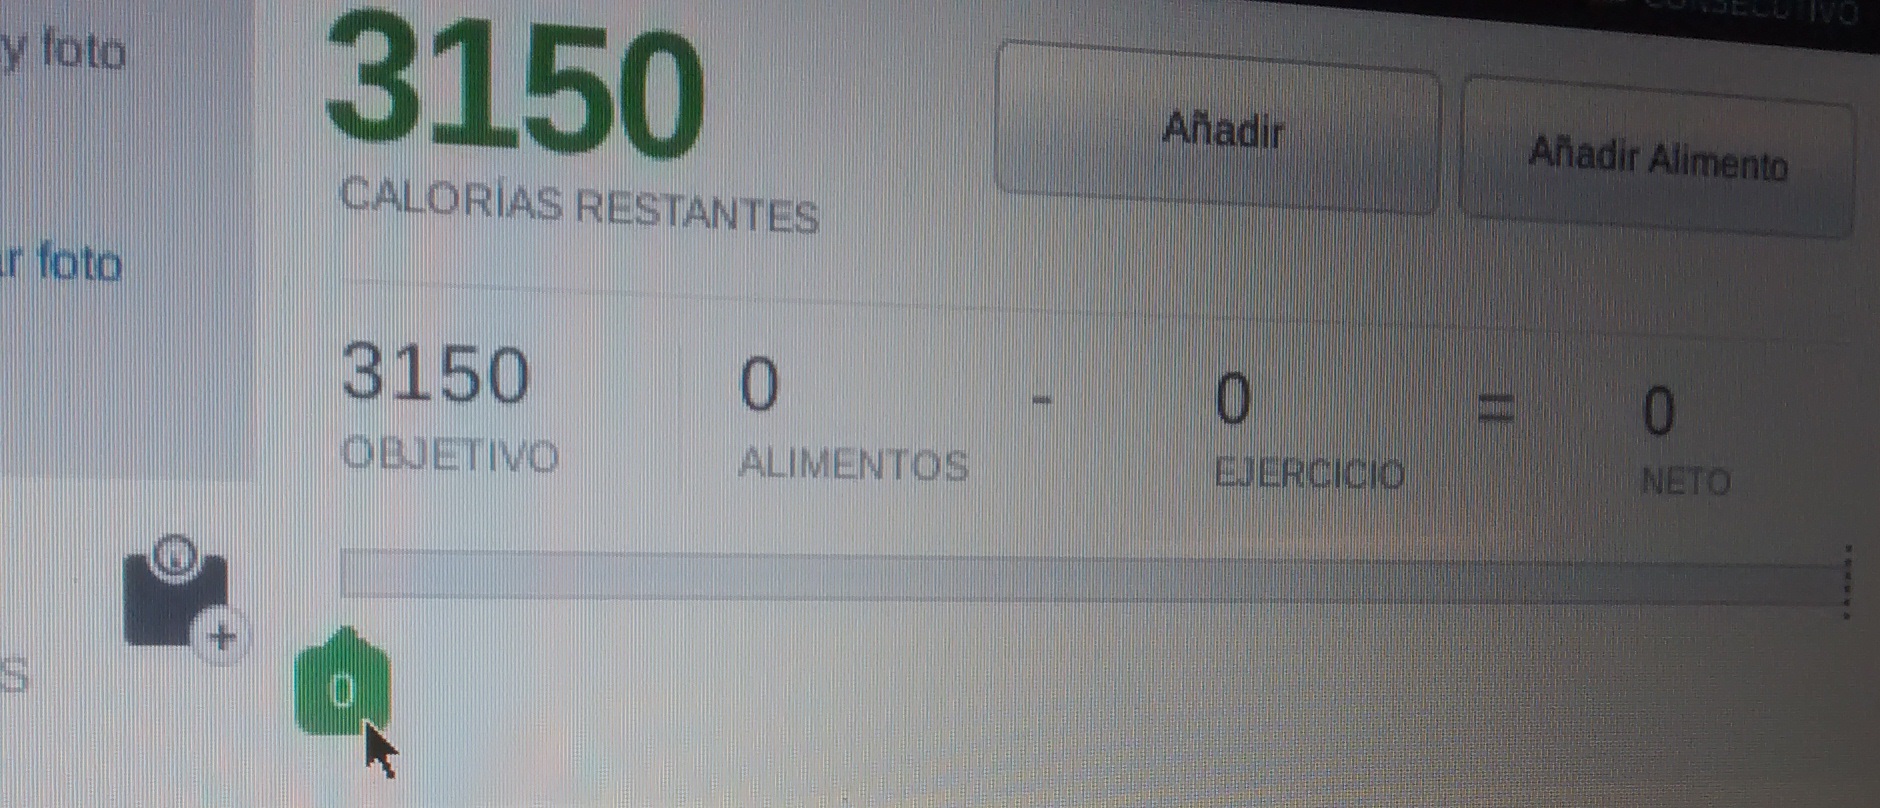 CONSECUTIVO
y foto
3150
Añadir
Añadir Alimento
CALORÍAS RESTANTES
r foto
3150 0 - 0 = 0
OBJETIVO ALIMENTOS EJERCICIO NETO
S
0